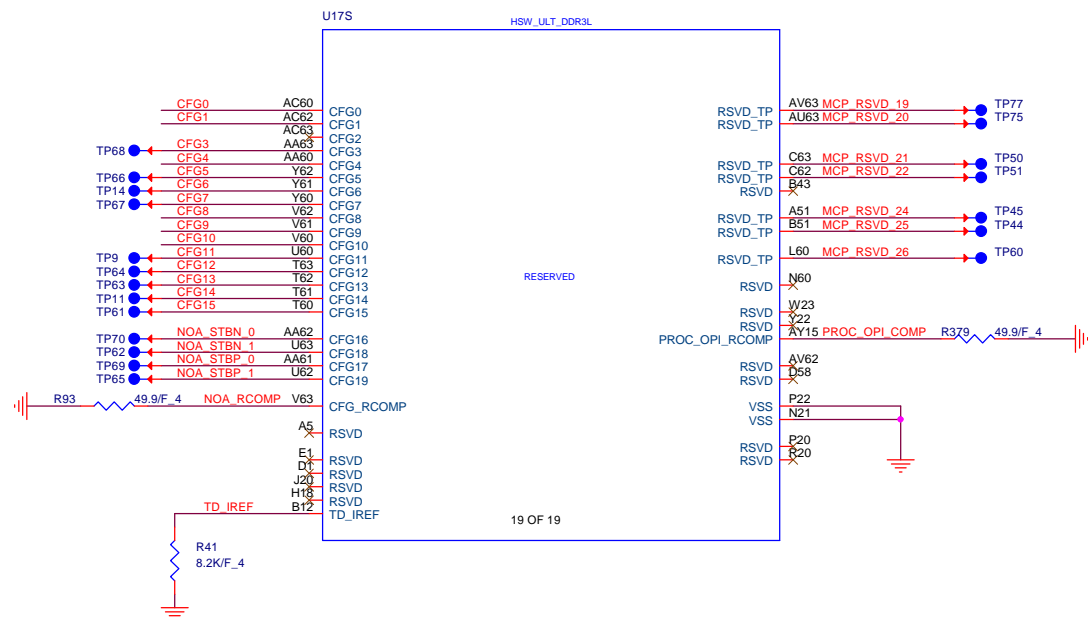 U17S
HSW_ULT_DDR3L
CFG0 AC60 CFG0
CFG1 AC62 CFG1
AC63 CFG2
TP68 CFG3 AA63 CFG3
CFG4 AA60 CFG4
TP66 CFG5 Y62 CFG5
TP14 CFG6 Y61 CFG6
TP67 CFG7 Y60 CFG7
CFG8 V62 CFG8
CFG9 V61 CFG9
CFG10 V60 CFG10
TP9 CFG11 U60 CFG11
TP64 CFG12 T63 CFG12
TP63 CFG13 T62 CFG13
TP11 CFG14 T61 CFG14
TP61 CFG15 T60 CFG15
TP70 NOA_STBN_0 AA62 CFG16
TP62 NOA_STBN_1 U63 CFG18
TP69 NOA_STBP_0 AA61 CFG17
TP65 NOA_STBP_1 U62 CFG19
R93 49.9/F_4 NOA_RCOMP V63 CFG_RCOMP
A5 RSVD
E1 RSVD
D1 RSVD
J20 RSVD
H18 RSVD
TD_IREF B12 TD_IREF
R41
8.2K/F_4
RESERVED
19 OF 19
RSVD_TP AV63 MCP_RSVD_19 TP77
RSVD_TP AU63 MCP_RSVD_20 TP75
RSVD_TP C63 MCP_RSVD_21 TP50
RSVD_TP C62 MCP_RSVD_22 TP51
RSVD B43
RSVD_TP A51 MCP_RSVD_24 TP45
RSVD_TP B51 MCP_RSVD_25 TP44
RSVD_TP L60 MCP_RSVD_26 TP60
RSVD N60
RSVD W23
RSVD Y22
PROC_OPI_RCOMP AY15 PROC_OPI_COMP R379 49.9/F_4
RSVD AV62
RSVD D58
VSS P22
VSS N21
RSVD P20
RSVD R20